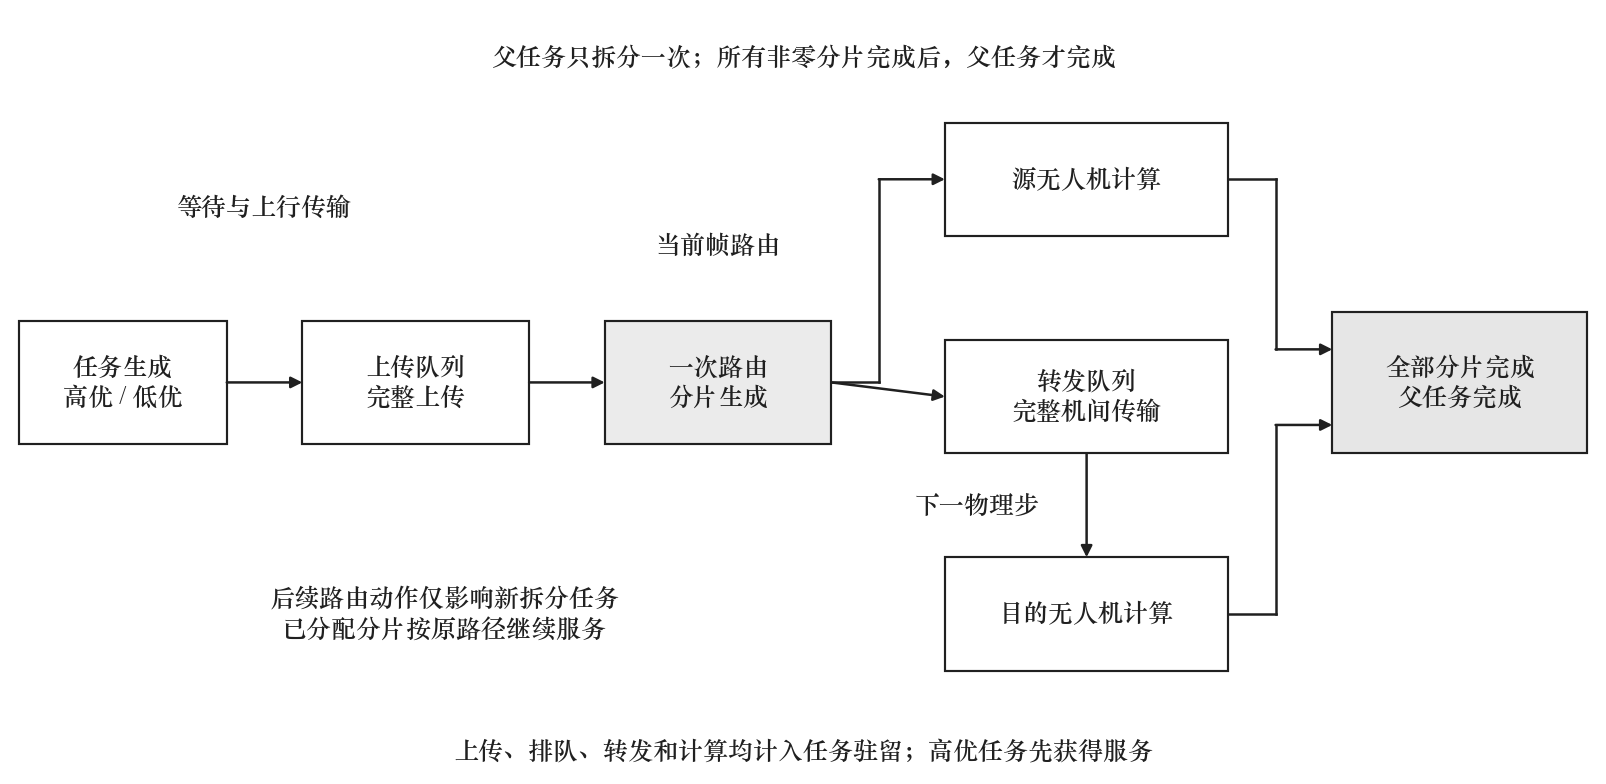 父任务只拆分一次；所有非零分片完成后，父任务才完成
等待与上行传输
当前帧路由
任务生成
高优 / 低优
上传队列
完整上传
一次路由
分片生成
源无人机计算
转发队列
完整机间传输
下一物理步
目的无人机计算
全部分片完成
父任务完成
后续路由动作仅影响新拆分任务
已分配分片按原路径继续服务
上传、排队、转发和计算均计入任务驻留；高优任务先获得服务